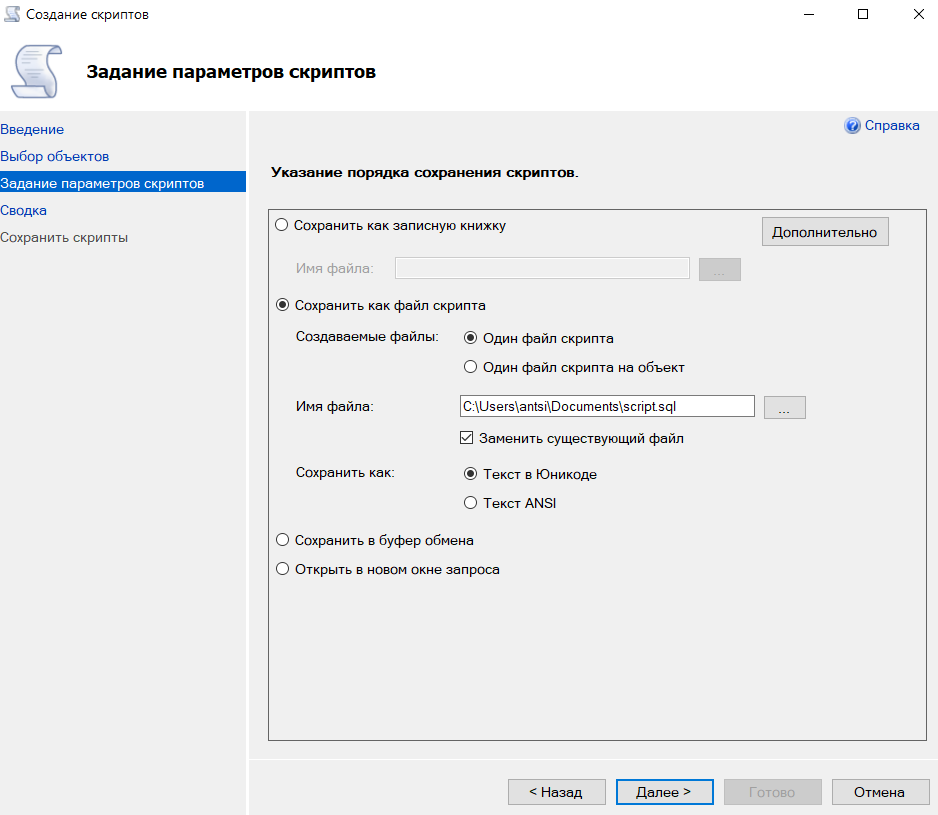 Создание скриптов
Задание параметров скриптов
Введение
Выбор объектов
Задание параметров скриптов
Сводка
Сохранить скрипты
Справка
Указание порядка сохранения скриптов.
Сохранить как записную книжку
Дополнительно
Имя файла:
...
Сохранить как файл скрипта
Создаваемые файлы:
Один файл скрипта
Один файл скрипта на объект
Имя файла:
C:\Users\antsi\Documents\script.sql
...
Заменить существующий файл
Сохранить как:
Текст в Юникоде
Текст ANSI
Сохранить в буфер обмена
Открыть в новом окне запроса
< Назад
Далее >
Готово
Отмена